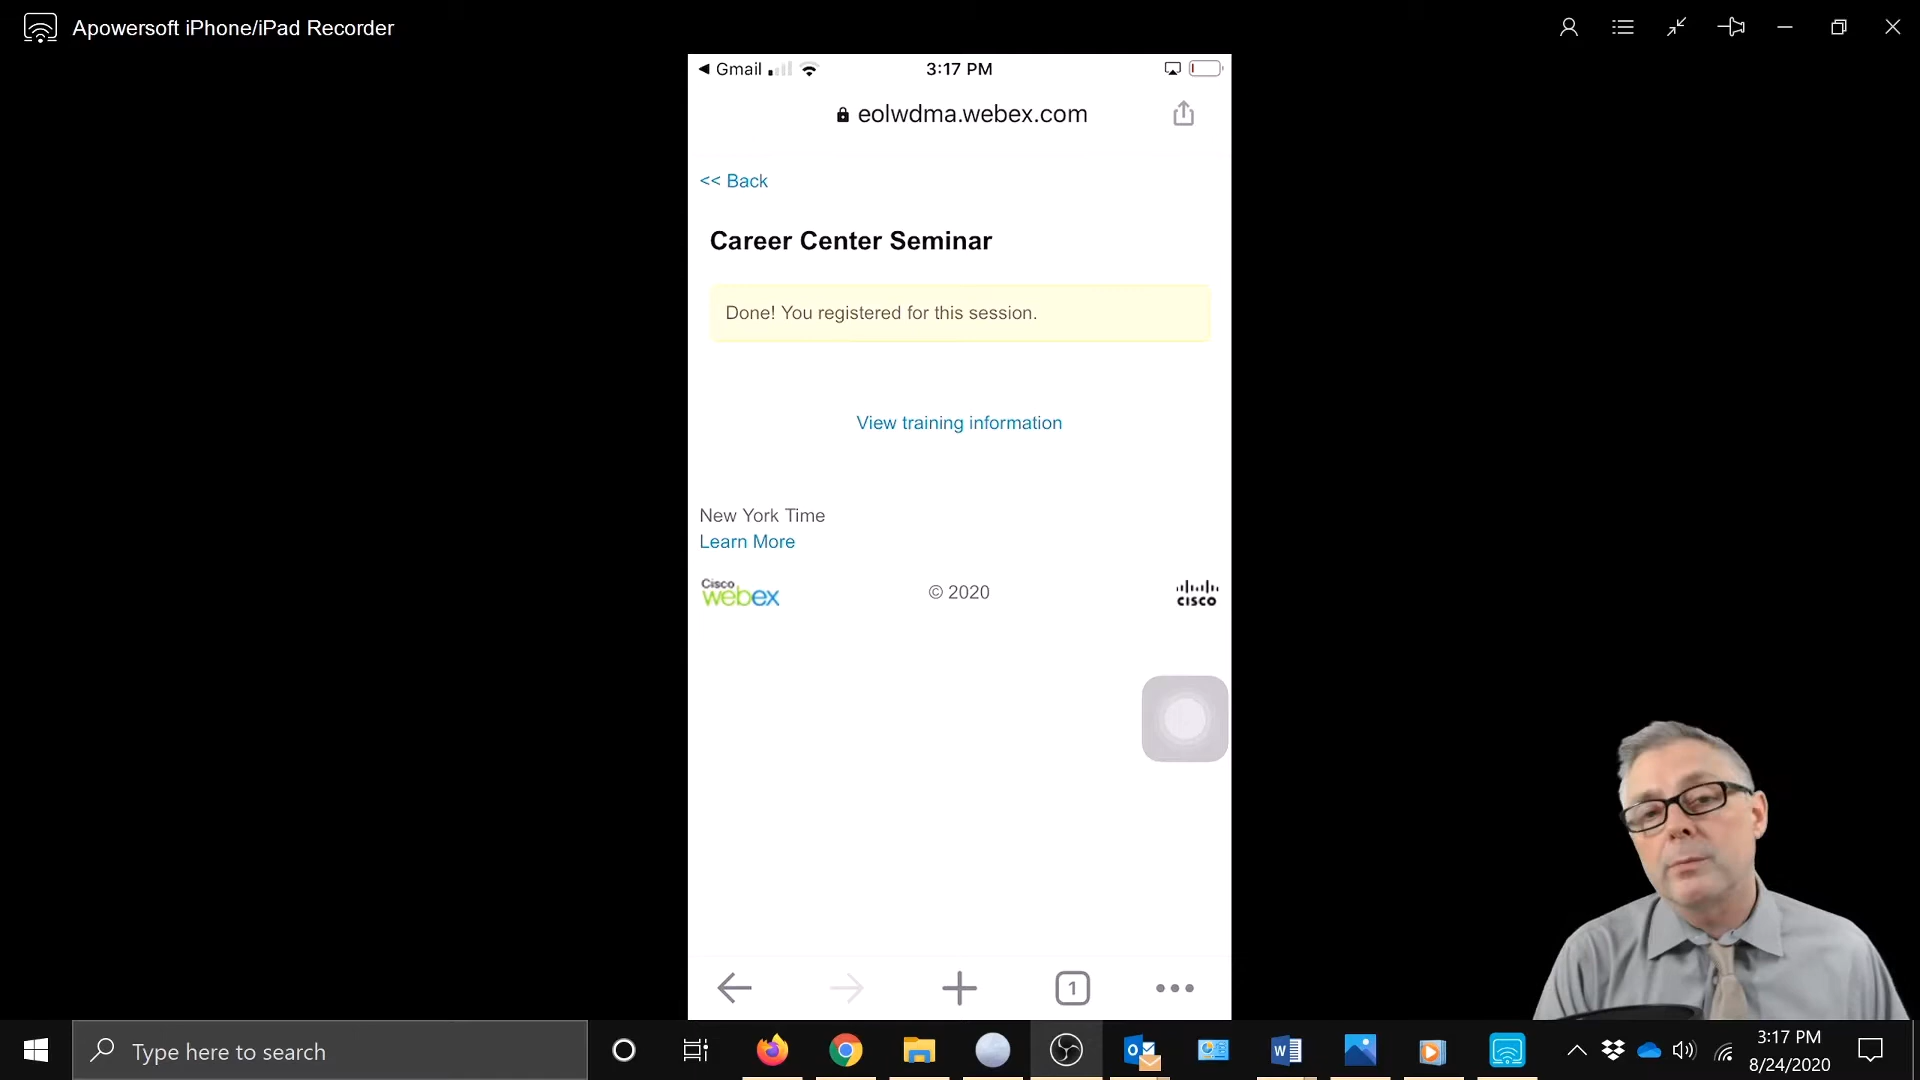 Apowersoft iPhone/iPad Recorder
Gmail 3:17 PM
eolwdma.webex.com
<< Back
Career Center Seminar
Done! You registered for this session.
View training information
New York Time
Learn More
Cisco webex © 2020 CISCO
1
Type here to search
3:17 PM
8/24/2020